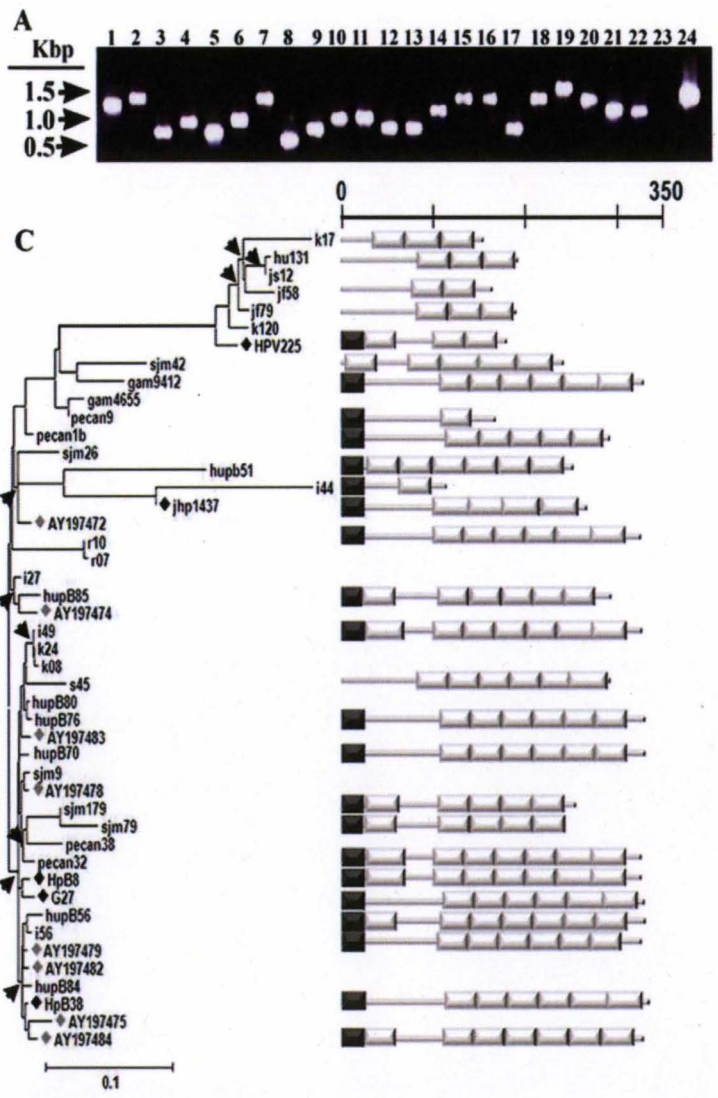 A
Kbp
1 2 3 4 5 6 7 8 9 10 11 12 13 14 15 16 17 18 19 20 21 22 23 24
1.5
1.0
0.5
0 350
C
k17
hu131
js12
jf58
jf79
k120
HPV225
sjm42
gam9412
gam4655
pecan9
pecan1b
sjm26
hupb51
i44
jhp1437
AY197472
r10
r07
i27
hupB85
AY197474
i49
k24
k08
s45
hupB80
hupB76
AY197483
hupB70
sjm9
AY197478
sjm179
sjm79
pecan38
pecan32
HpB8
G27
hupB56
i56
AY197479
AY197482
hupB84
HpB38
AY197475
AY197484
0.1